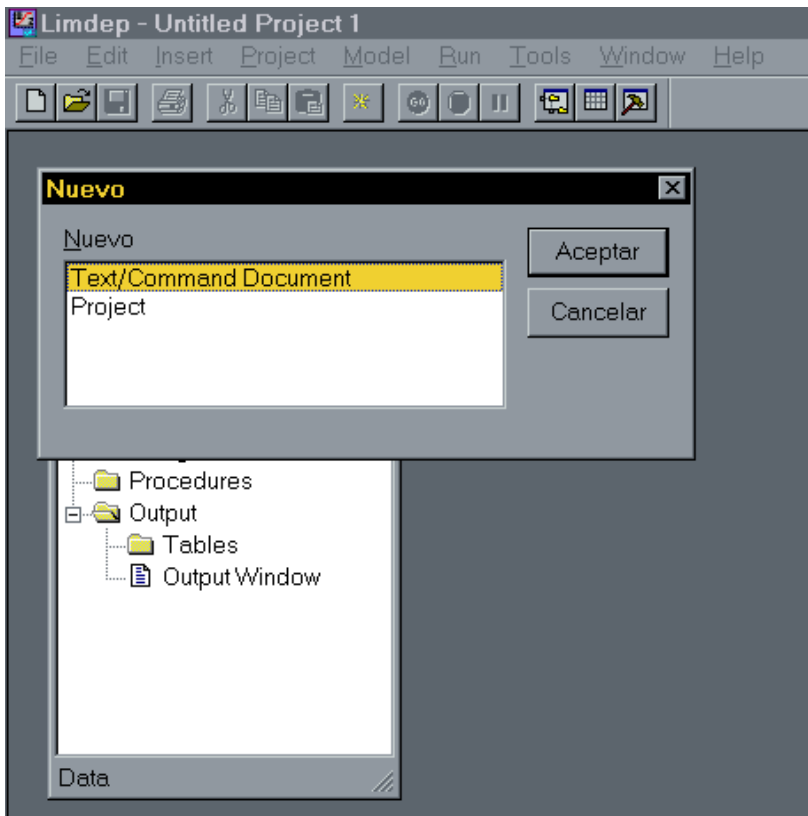 Limdep - Untitled Project 1
File Edit Insert Project Model Run Tools Window Help
GO
Nuevo
Nuevo
Text/Command Document
Project
Aceptar
Cancelar
Procedures
Output
Tables
Output Window
Data